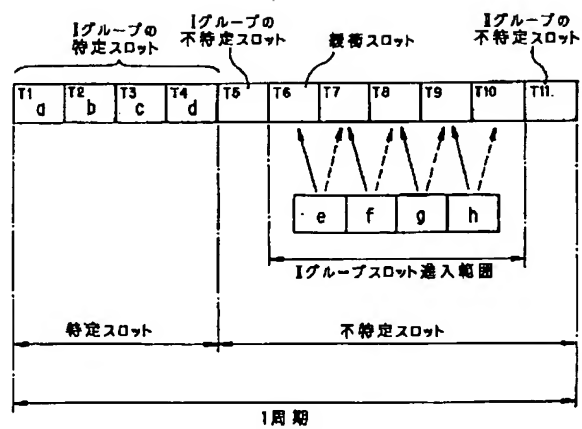 Iグループの
特定スロット
Iグループの
不特定スロット
緩衝スロット
IIグループの
不特定スロット
T1 T2 T3 T4 T5 T6 T7 T8 T9 T10 T11.
a b c d
e f g h
IIグループスロット進入範囲
特定スロット
不特定スロット
1周期